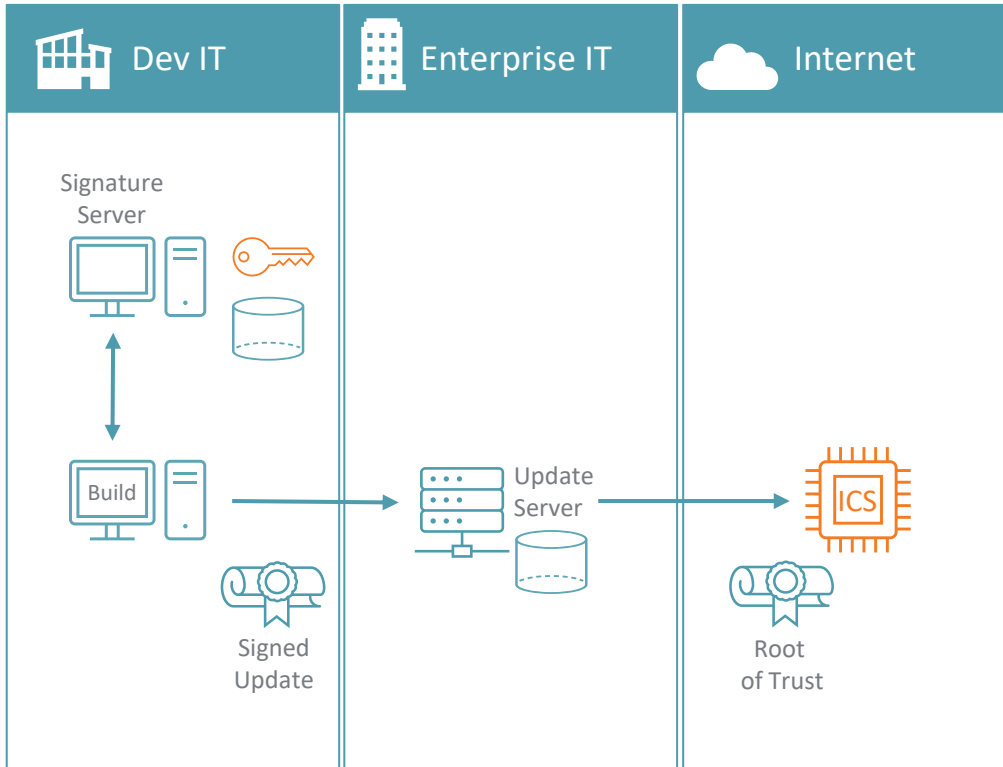 Dev IT
Enterprise IT
Internet
Signature
Server
Build
Update
Server
ICS
Signed
Update
Root
of Trust